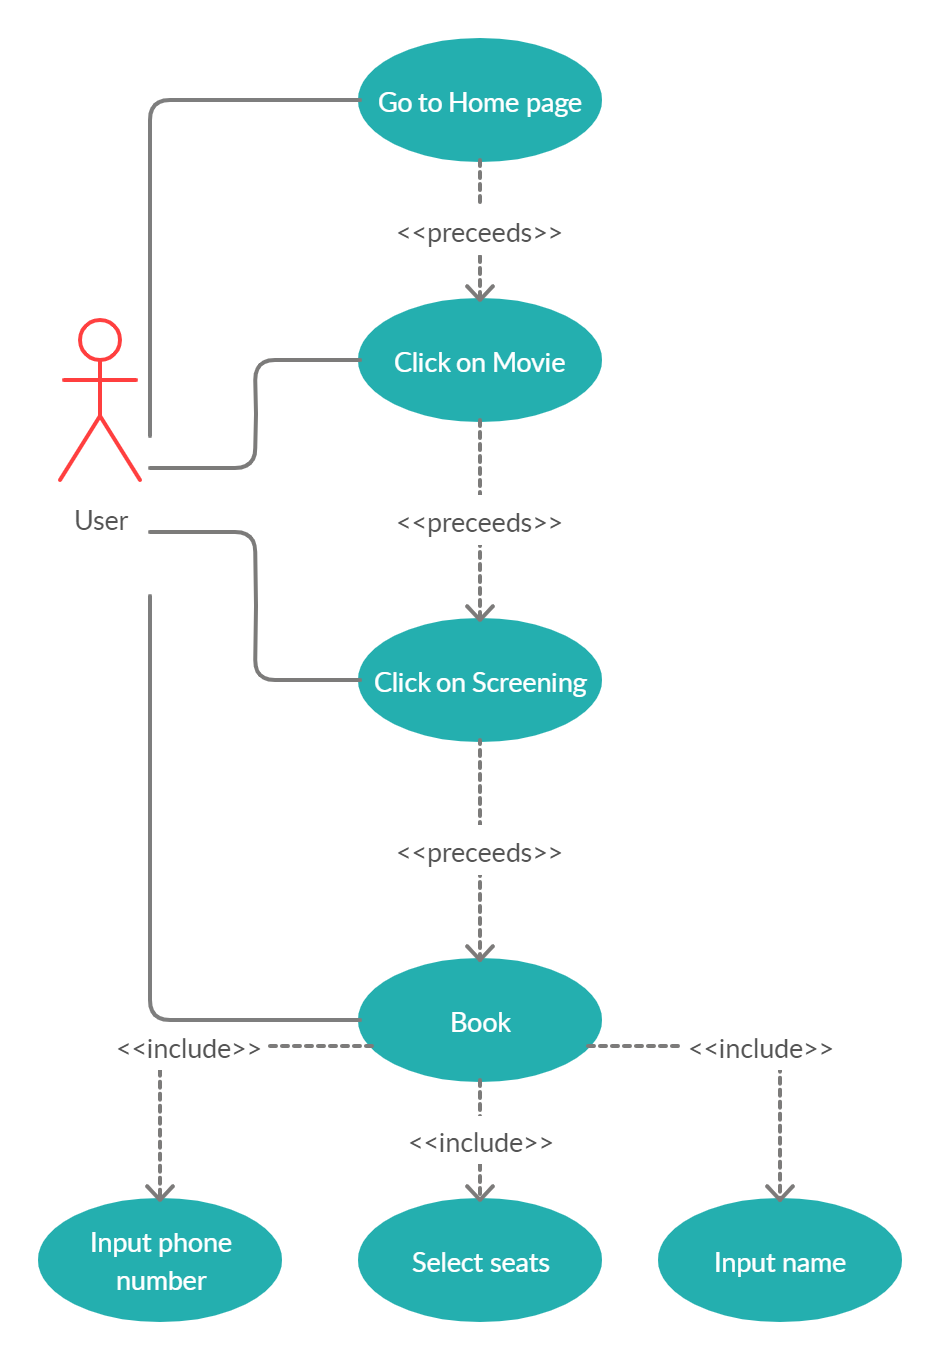 Go to Home page
<<preceeds>>
Click on Movie
User
<<preceeds>>
Click on Screening
<<preceeds>>
Book
<<include>>
<<include>>
<<include>>
Input phone
number
Select seats
Input name